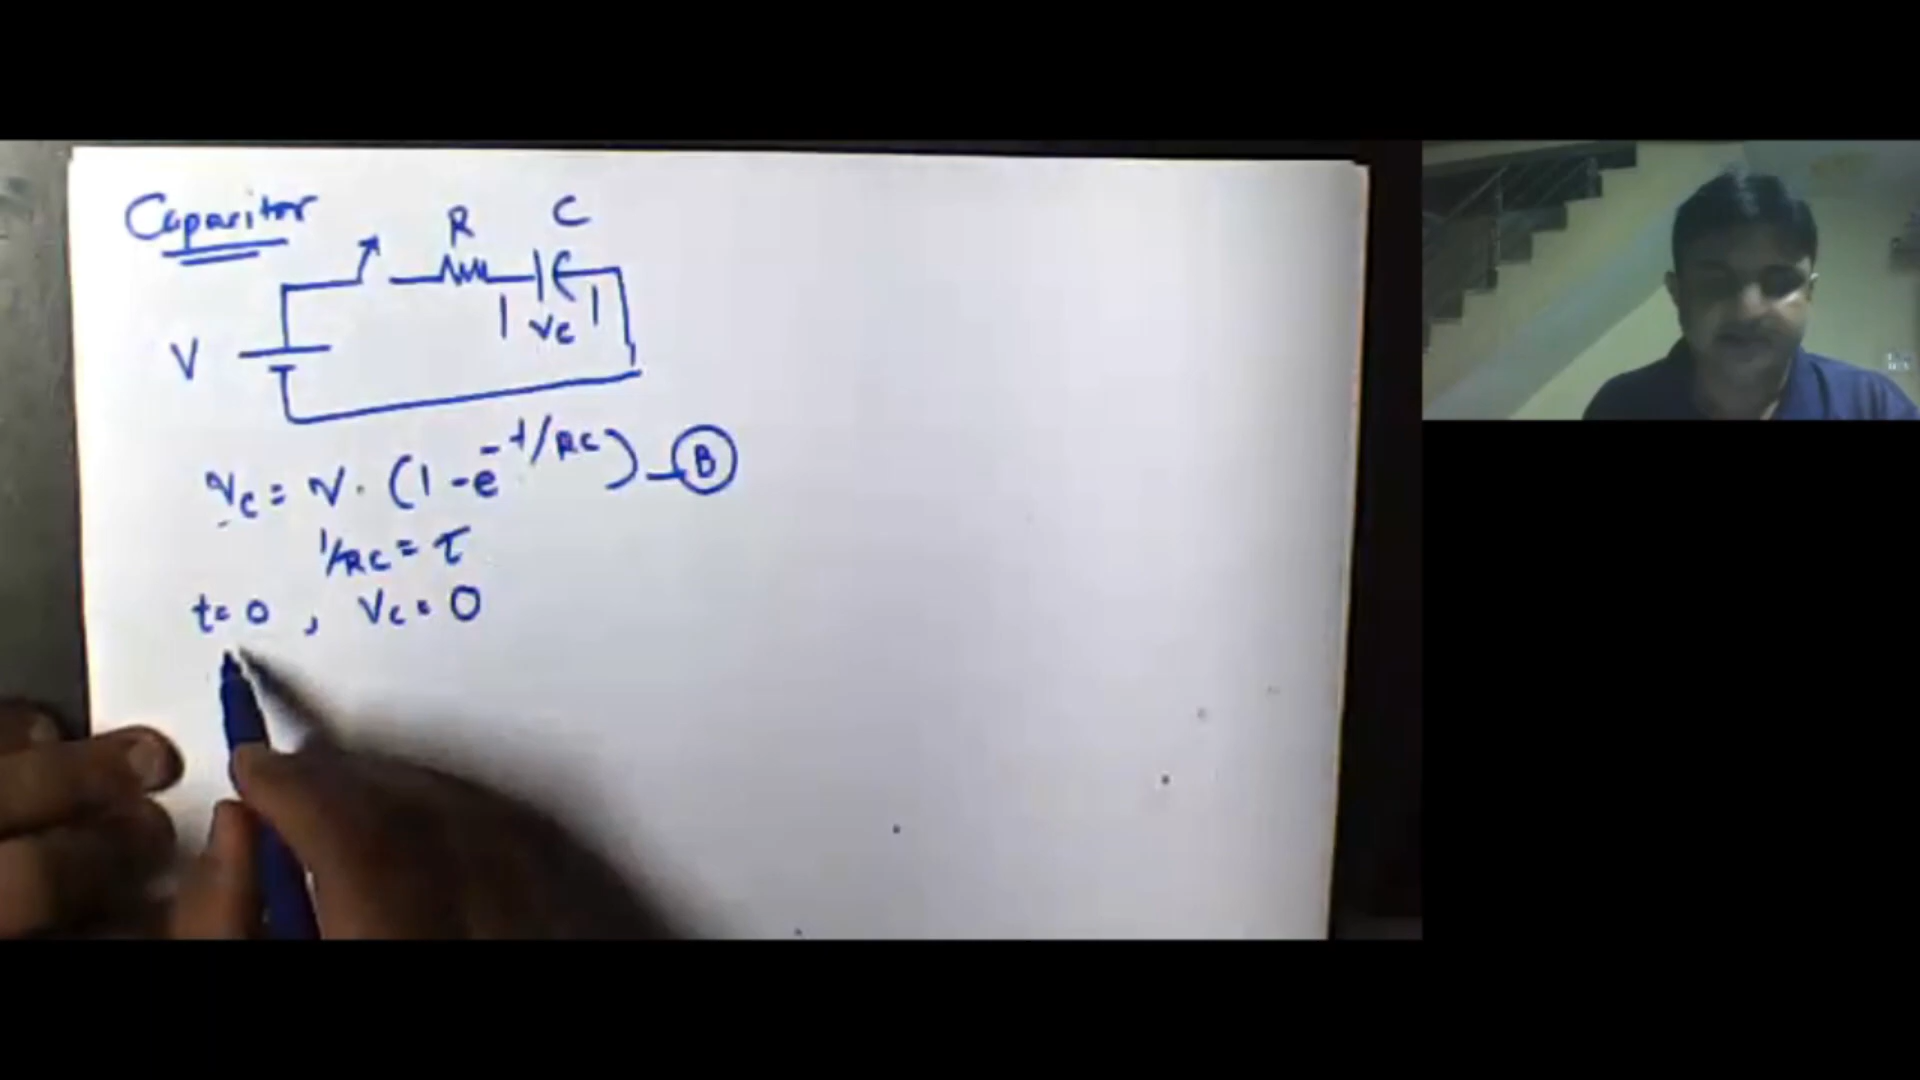 Capacitor
R C
V Vc
Vc = V · (1 - e^-t/RC) — B
1/RC = τ
t = 0 , Vc = 0